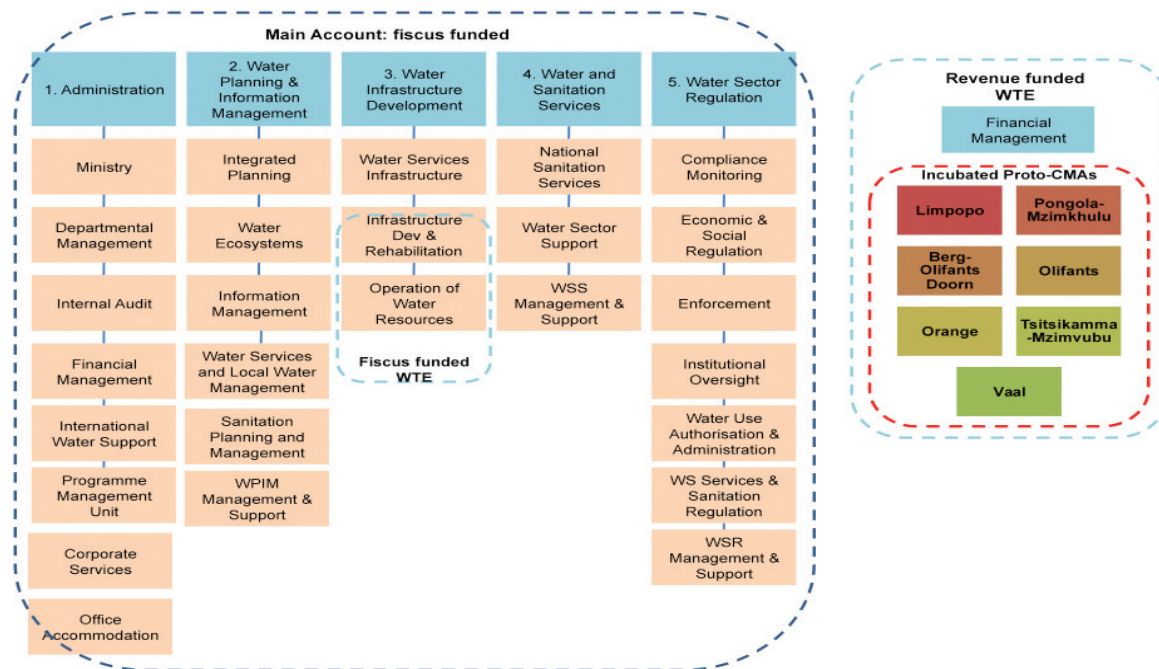 Main Account: fiscus funded
1. Administration
Ministry
Departmental
Management
Internal Audit
Financial
Management
International
Water Support
Programme
Management
Unit
Corporate
Services
Office
Accommodation
2. Water
Planning &
Information
Management
Integrated
Planning
Water
Ecosystems
Information
Management
Water Services
and Local Water
Management
Sanitation
Planning and
Management
WPIM
Management &
Support
3. Water
Infrastructure
Development
Water Services
Infrastructure
Infrastructure
Dev &
Rehabilitation
Operation of
Water
Resources
Fiscus funded
WTE
4. Water and
Sanitation
Services
National
Sanitation
Services
Water Sector
Support
WSS
Management
& Support
5. Water Sector
Regulation
Compliance
Monitoring
Economic &
Social
Regulation
Enforcement
Institutional
Oversight
Water Use
Authorisation &
Administration
WS Services &
Sanitation
Regulation
WSR
Management &
Support
Revenue funded
WTE
Financial
Management
Incubated Proto-CMAs
Limpopo
Pongola-
Mzimkhulu
Berg-
Olifants
Doorn
Olifants
Orange
Tsitsikamma
-Mzimvubu
Vaal